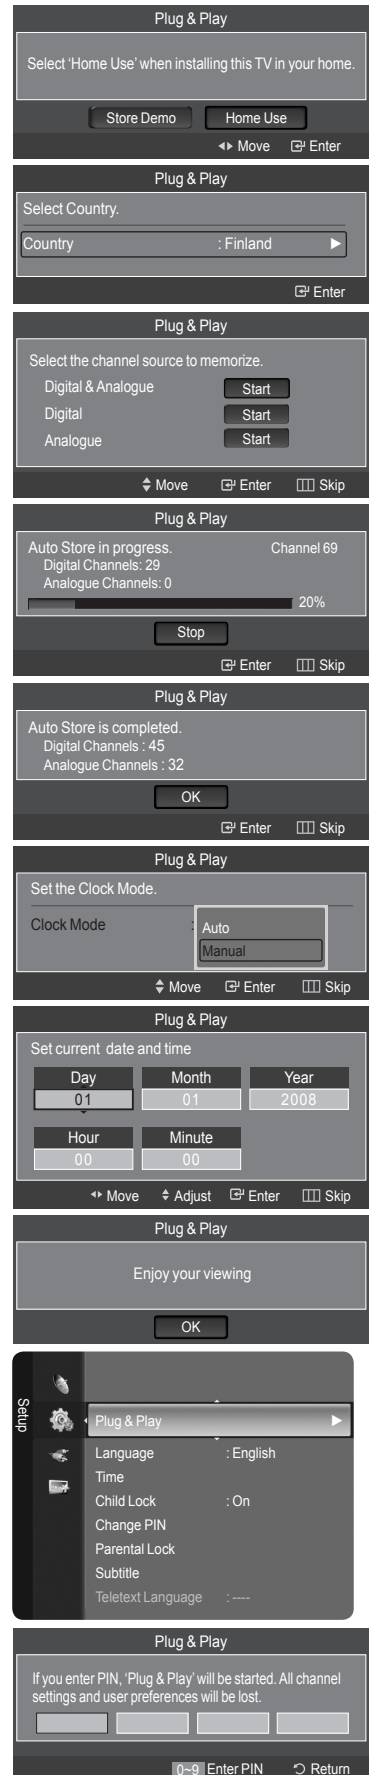 Plug & Play
Select 'Home Use' when installing this TV in your home.
Store Demo Home Use
Move Enter
Plug & Play
Select Country.
Country : Finland
Enter
Plug & Play
Select the channel source to memorize.
Digital & Analogue Start
Digital Start
Analogue Start
Move Enter Skip
Plug & Play
Auto Store in progress. Channel 69
Digital Channels: 29
Analogue Channels: 0
20%
Stop
Enter Skip
Plug & Play
Auto Store is completed.
Digital Channels : 45
Analogue Channels : 32
OK
Enter Skip
Plug & Play
Set the Clock Mode.
Clock Mode : Auto
Manual
Move Enter Skip
Plug & Play
Set current date and time
Day Month Year
01 01 2008
Hour Minute
00 00
Move Adjust Enter Skip
Plug & Play
Enjoy your viewing
OK
Setup
Plug & Play
Language : English
Time
Child Lock : On
Change PIN
Parental Lock
Subtitle
Teletext Language : ----
Plug & Play
If you enter PIN, 'Plug & Play' will be started. All channel
settings and user preferences will be lost.
0~9 Enter PIN Return